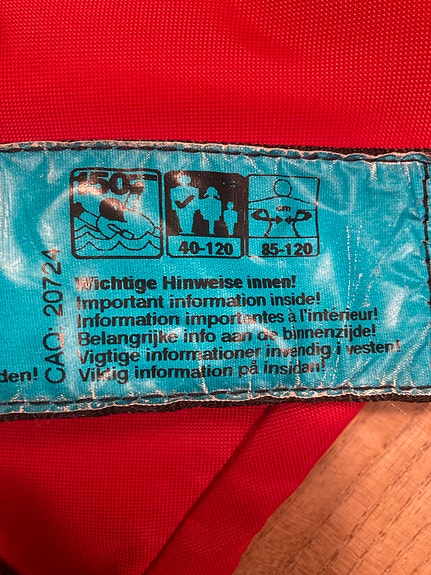 cm
40-120
85-120
CAO: 20724
Wichtige Hinweise innen!
Important information inside!
Information importantes à l'intérieur!
Belangrijke info aan de binnenzijde!
Vigtige informationer invendig i vesten!
den!
Viktig information på insidan!